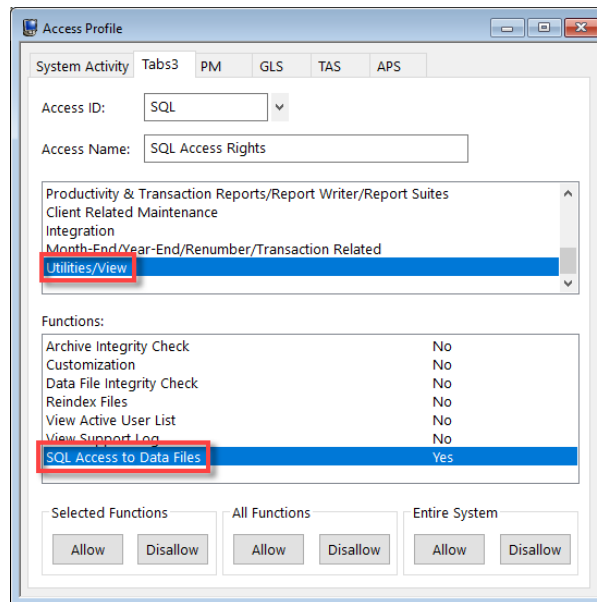 Access Profile
System Activity Tabs3 PM GLS TAS APS
Access ID: SQL
Access Name: SQL Access Rights
Productivity & Transaction Reports/Report Writer/Report Suites
Client Related Maintenance
Integration
Month-End/Year-End/Renumber/Transaction Related
Utilities/View
Functions:
Archive Integrity Check No
Customization No
Data File Integrity Check No
Reindex Files No
View Active User List No
View Support Log No
SQL Access to Data Files Yes
Selected Functions All Functions Entire System
Allow Disallow Allow Disallow Allow Disallow